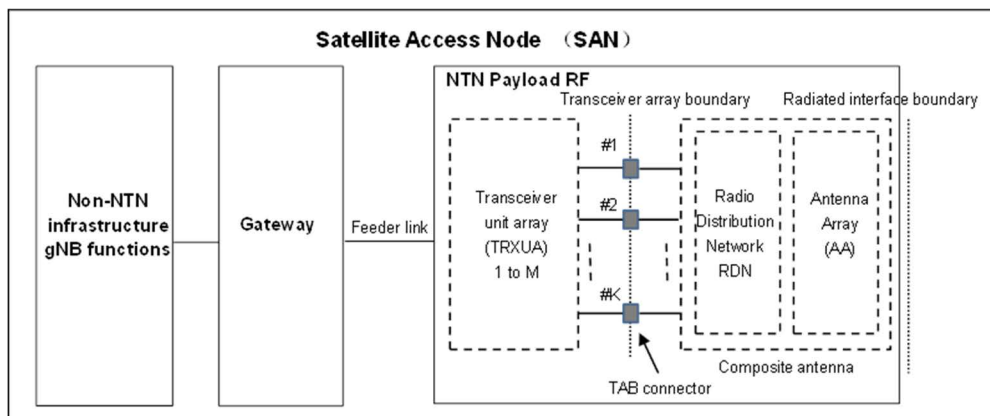 Satellite Access Node （SAN）
NTN Payload RF
Transceiver array boundary
Radiated interface boundary
Non-NTN
infrastructure
gNB functions
Gateway
Feeder link
Transceiver
unit array
(TRXUA)
1 to M
#1
#2
#K
Radio
Distribution
Network
RDN
Antenna
Array
(AA)
Composite antenna
TAB connector